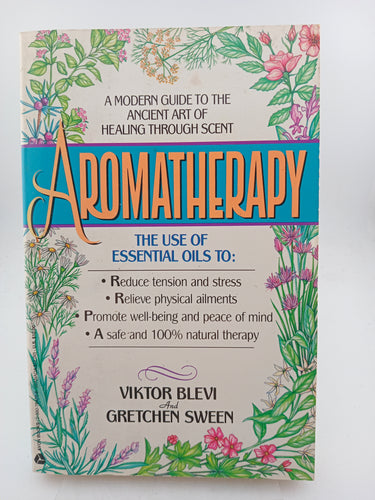 A MODERN GUIDE TO THE
ANCIENT ART OF
HEALING THROUGH SCENT
AROMATHERAPY
THE USE OF
ESSENTIAL OILS TO:
• Reduce tension and stress
• Relieve physical ailments
• Promote well-being and peace of mind
• A safe and 100% natural therapy
VIKTOR BLEVI
And
GRETCHEN SWEEN